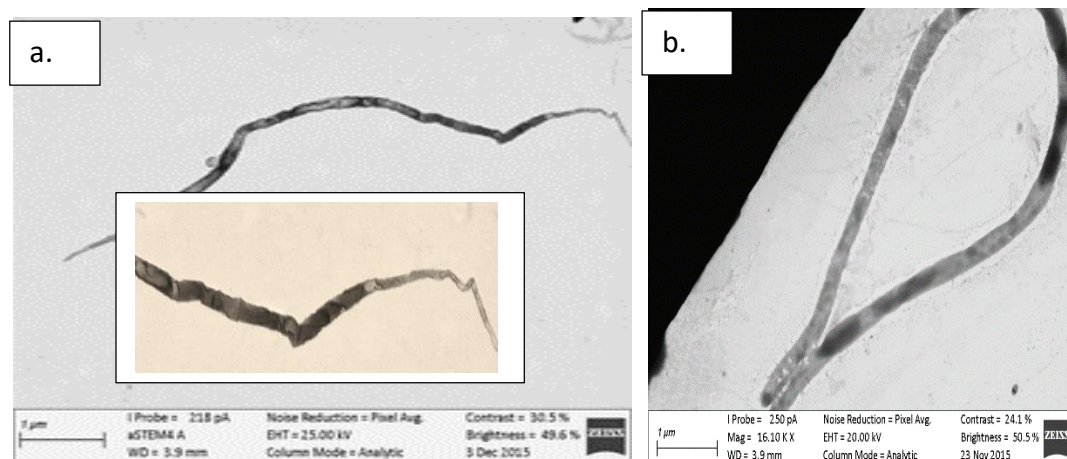 a.
1 µm
I Probe = 218 pA
aSTEM4 A
WD = 3.9 mm
Noise Reduction = Pixel Avg.
EHT = 25.00 kV
Column Mode = Analytic
Contrast = 30.5 %
Brightness = 49.6 %
3 Dec 2015
ZEISS
b.
1 µm
I Probe = 250 pA
Mag = 16.10 K X
WD = 3.9 mm
Noise Reduction = Pixel Avg.
EHT = 20.00 kV
Column Mode = Analytic
Contrast = 24.1 %
Brightness = 50.5 %
23 Nov 2015
ZEISS